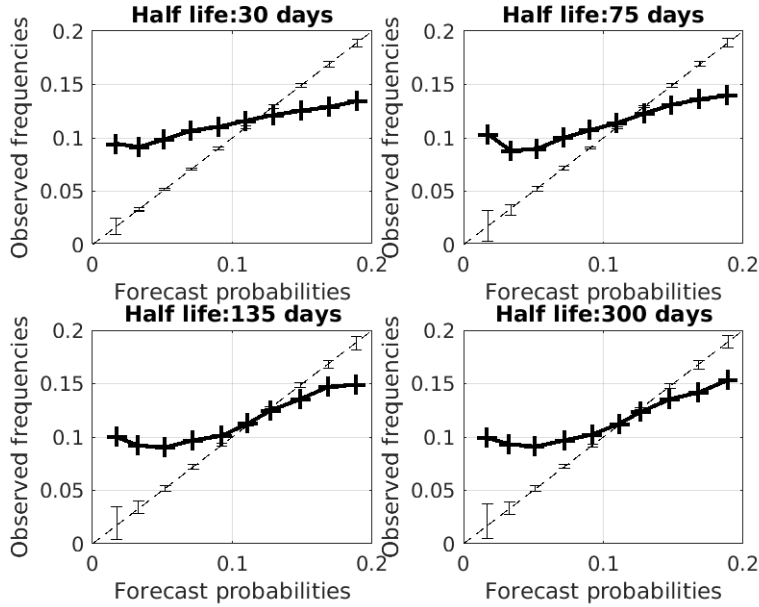 Half life:30 days
Observed frequencies
0.2
0.15
0.1
0.05
0
0
0.1
0.2
Forecast probabilities
Half life:75 days
Observed frequencies
0.2
0.15
0.1
0.05
0
0
0.1
0.2
Forecast probabilities
Half life:135 days
Observed frequencies
0.2
0.15
0.1
0.05
0
0
0.1
0.2
Forecast probabilities
Half life:300 days
Observed frequencies
0.2
0.15
0.1
0.05
0
0
0.1
0.2
Forecast probabilities